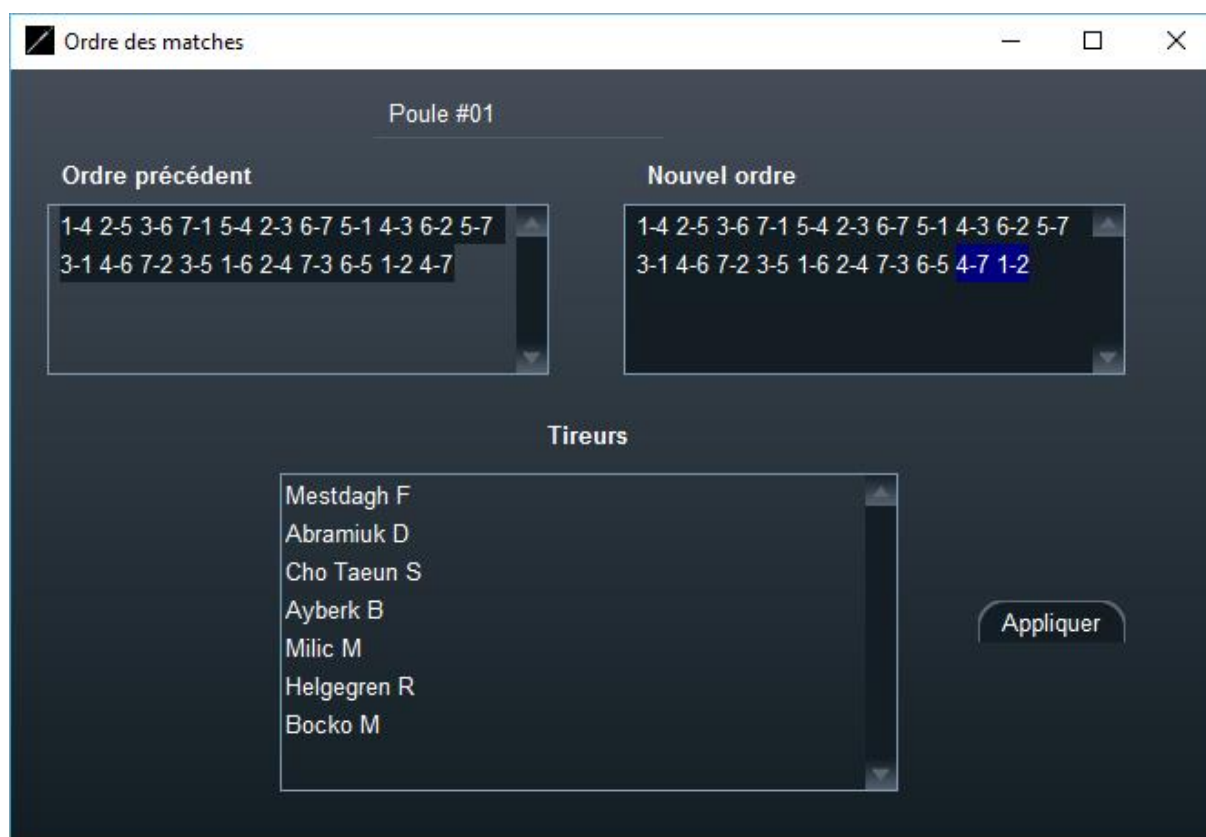 Ordre des matches
Poule #01
Ordre précédent
1-4 2-5 3-6 7-1 5-4 2-3 6-7 5-1 4-3 6-2 5-7
3-1 4-6 7-2 3-5 1-6 2-4 7-3 6-5 1-2 4-7
Nouvel ordre
1-4 2-5 3-6 7-1 5-4 2-3 6-7 5-1 4-3 6-2 5-7
3-1 4-6 7-2 3-5 1-6 2-4 7-3 6-5 4-7 1-2
Tireurs
Mestdagh F
Abramiuk D
Cho Taeun S
Ayberk B
Milic M
Helgegren R
Bocko M
Appliquer